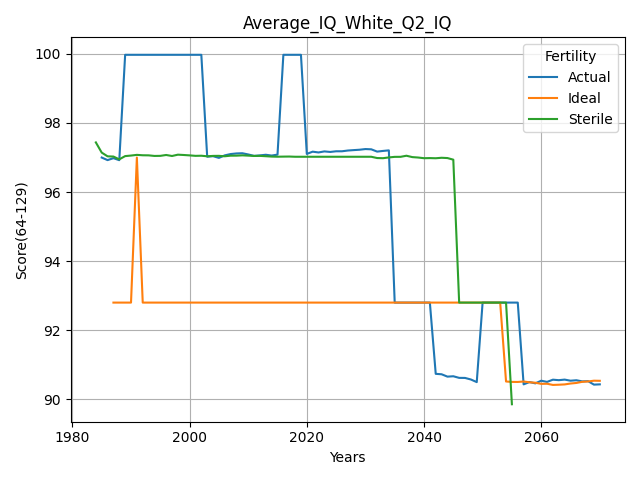 Average_IQ_White_Q2_IQ
Fertility
Actual
Ideal
Sterile
Score(64-129)
100
98
96
94
92
90
1980
2000
2020
2040
2060
Years